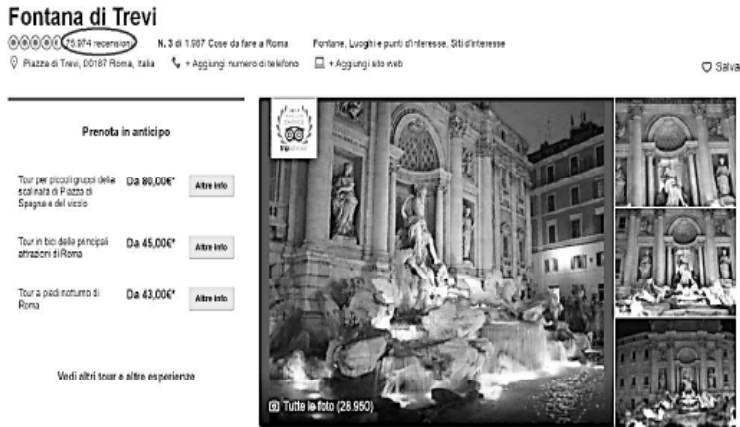 Fontana di Trevi
75.974 recensioni N. 3 di 1.987 Cose da fare a Roma Fontane, Luoghi e punti d'interesse, Siti d'interesse
Piazza di Trevi, 00187 Roma, Italia + Aggiungi numero di telefono + Aggiungi sito web
Salva
Prenota in anticipo
Tour per piccoli gruppi della
scalinata di Piazza di
Spagna e del vicolo
Da 80,00€*
Altre info
Tour in bici delle principali
attrazioni di Roma
Da 45,00€*
Altre info
Tour a piedi notturno di
Roma
Da 43,00€*
Altre info
Vedi altri tour e altre esperienze
Tutte le foto (28.950)